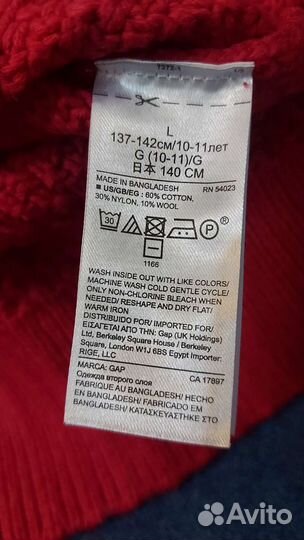 L
137-142см/10-11лет
G (10-11)/G
日本 140 CM
MADE IN BANGLADESH RN 54023
■ US/GB/EG : 60% COTTON,
30% NYLON, 10% WOOL
30 P
1166
WASH INSIDE OUT WITH LIKE COLORS/
MACHINE WASH COLD GENTLE CYCLE/
ONLY NON-CHLORINE BLEACH WHEN
NEEDED/ RESHAPE AND DRY FLAT/
WARM IRON
DISTRIBUIDO POR/ IMPORTED FOR/
ΕΙΣΑΓΕΤΑΙ ΑΠΟ THE: Gap (UK Holdings)
Ltd, Berkeley Square House / Berkeley
Square, London W1J 6BS Egypt Importer:
RIGE, LLC
МАРКА: GAP CA 17897
Одежда второго слоя
FABRIQUÉ AU BANGLADESH / HECHO
EN BANGLADESH/ FABRICADO EM
BANGLADESH/ ΚΑΤΑΣΚΕΥΑΣΤΗΚΕ ΣΤΟ
Avito